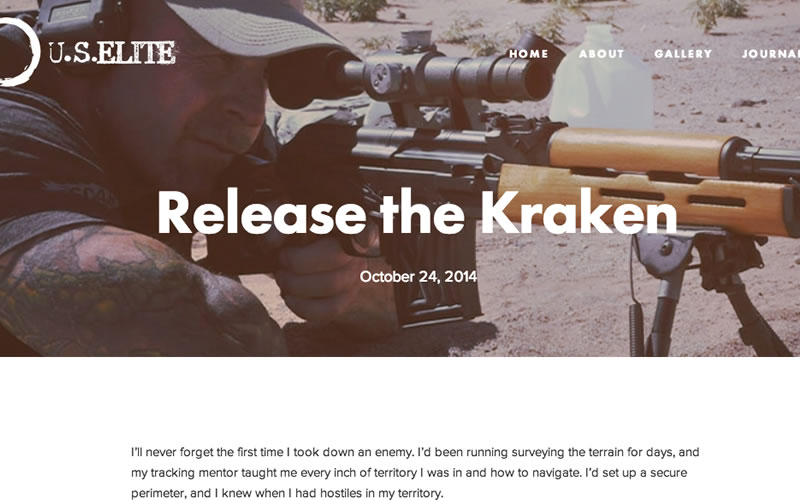 U.S.ELITE
HOME ABOUT GALLERY JOURNAL
Release the Kraken
October 24, 2014
I'll never forget the first time I took down an enemy. I'd been running surveying the terrain for days, and
my tracking mentor taught me every inch of territory I was in and how to navigate. I'd set up a secure
perimeter, and I knew when I had hostiles in my territory.